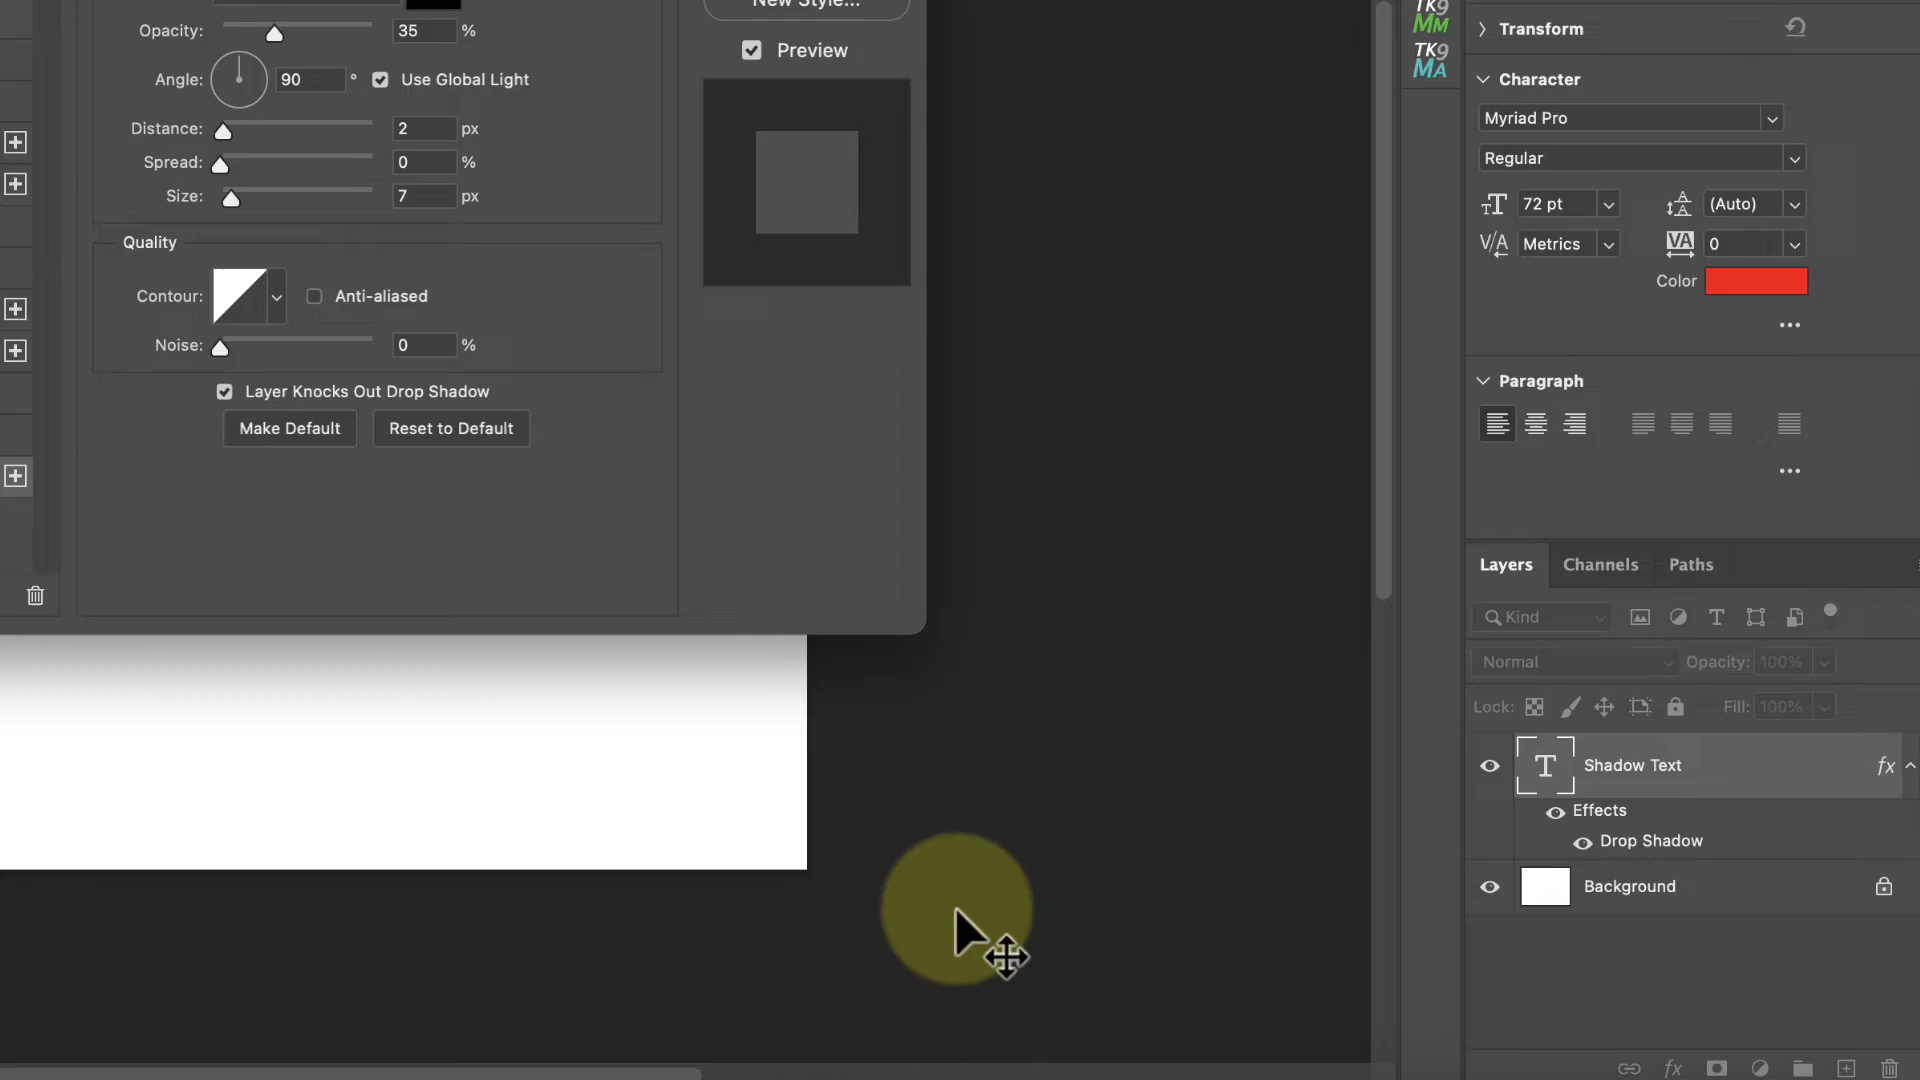 New Style...
Opacity: 35 %
Preview
Angle: 90 ° Use Global Light
Distance: 2 px
Spread: 0 %
Size: 7 px
Quality
Contour: Anti-aliased
Noise: 0 %
Layer Knocks Out Drop Shadow
Make Default Reset to Default
TK9
MM
TK9
MA
Transform
Character
Myriad Pro
Regular
72 pt (Auto)
Metrics 0
Color
Paragraph
Layers Channels Paths
Kind
Normal Opacity: 100%
Lock: Fill: 100%
T Shadow Text fx
Effects
Drop Shadow
Background
fx